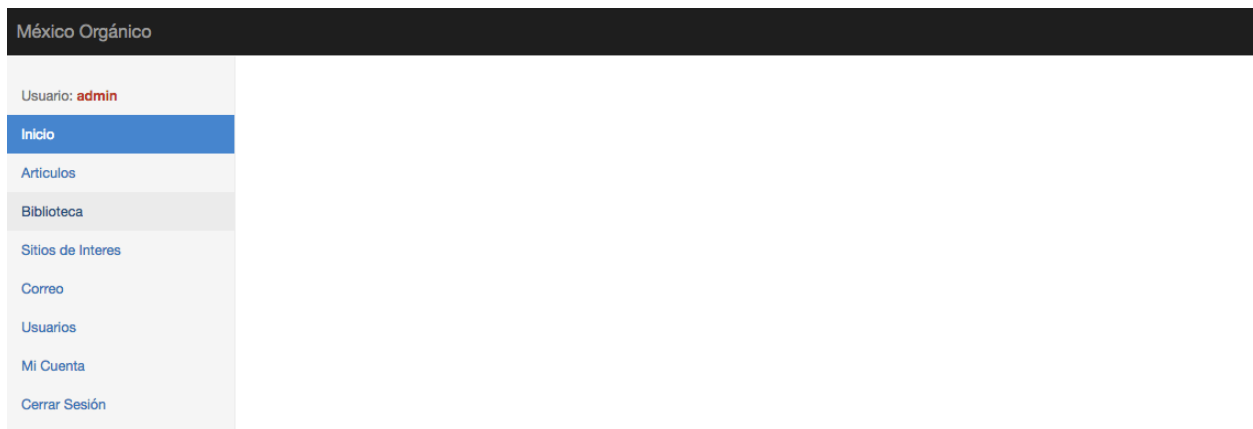 México Orgánico
Usuario: admin
Inicio
Articulos
Biblioteca
Sitios de Interes
Correo
Usuarios
Mi Cuenta
Cerrar Sesión